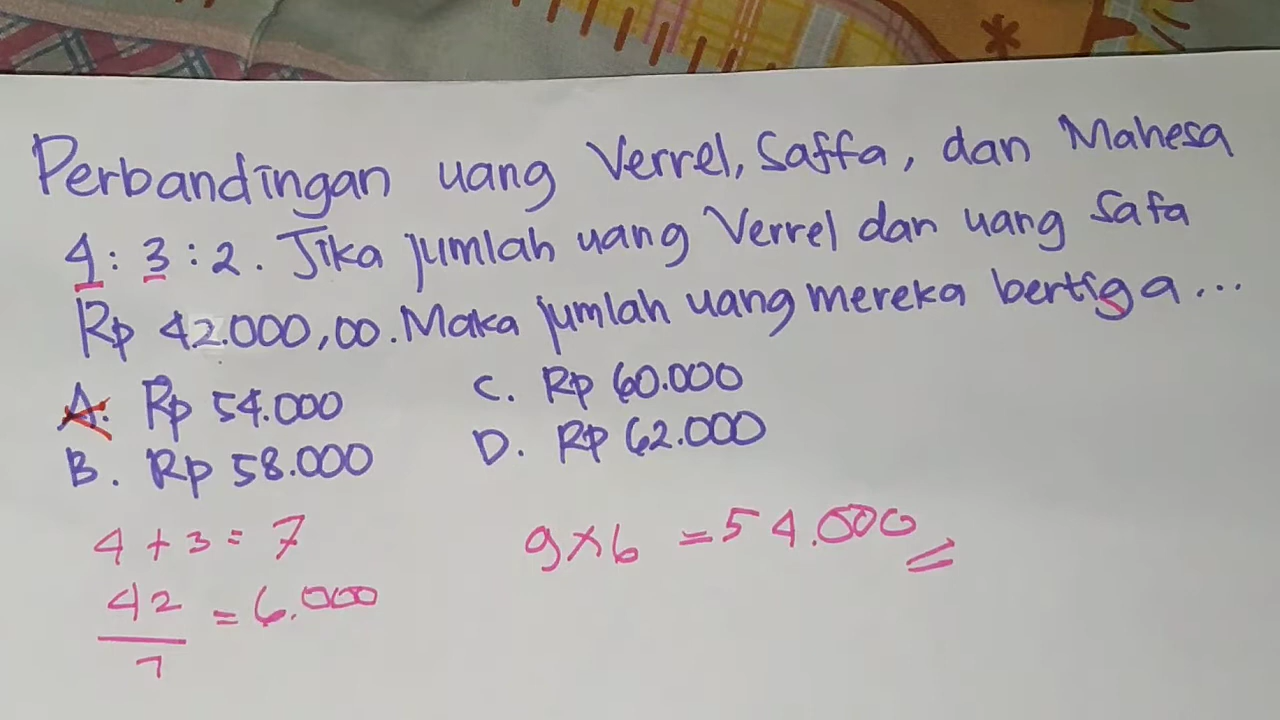 Perbandingan uang Verrel, Saffa, dan Mahesa
4 : 3 : 2. Jika jumlah uang Verrel dan uang Safa
Rp 42.000,00. Maka jumlah uang mereka bertiga...
A. Rp 54.000
B. Rp 58.000
C. Rp 60.000
D. Rp 62.000
4 + 3 = 7
42
/7 = 6.000
9 x 6 = 54.000